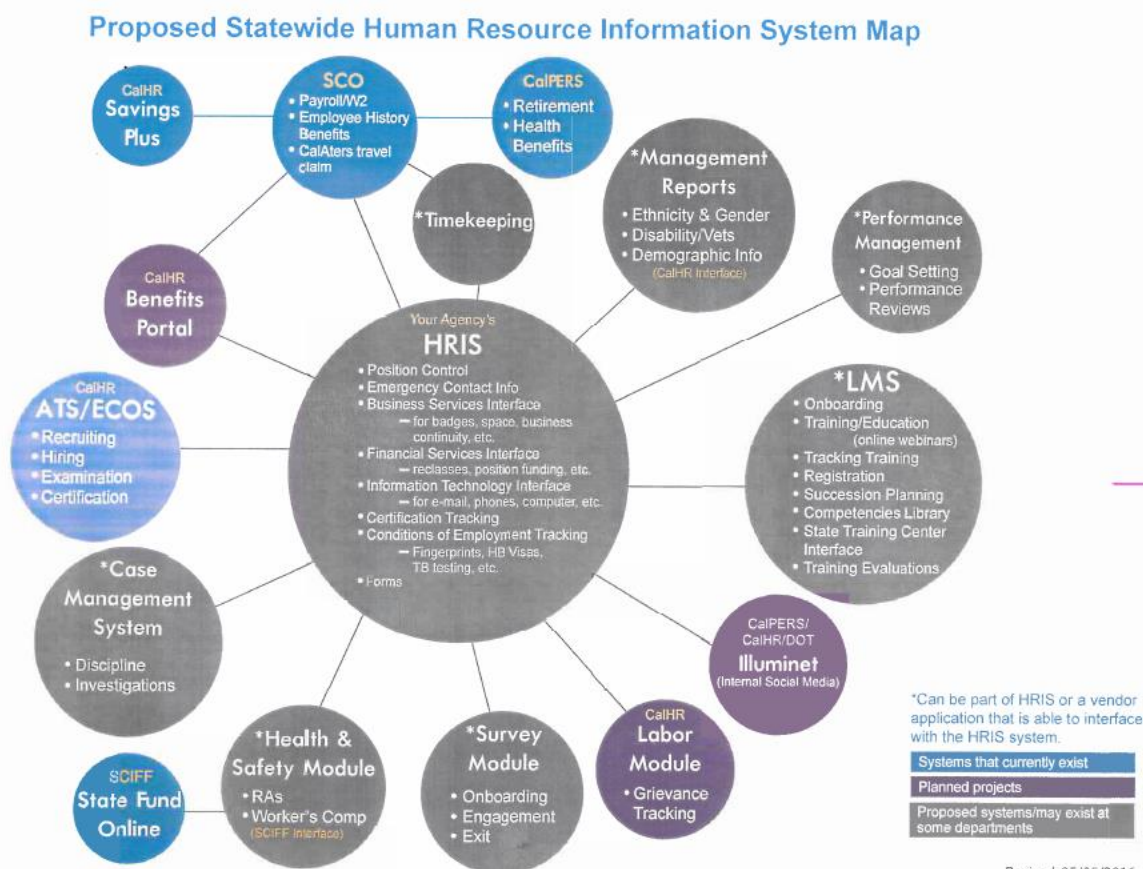 Proposed Statewide Human Resource Information System Map
CalHR
Savings
Plus
SCO
• Payroll/W2
• Employee History
Benefits
• CalAters travel
claim
CalPERS
• Retirement
• Health
Benefits
*Timekeeping
*Management
Reports
• Ethnicity & Gender
• Disability/Vets
• Demographic Info
(CalHR Interface)
*Performance
Management
• Goal Setting
• Performance
Reviews
CalHR
Benefits
Portal
Your Agency's
HRIS
• Position Control
• Emergency Contact Info
• Business Services Interface
— for badges, space, business
continuity, etc.
• Financial Services Interface
— reclasses, position funding, etc.
• Information Technology Interface
— for e-mail, phones, computer, etc.
• Certification Tracking
• Conditions of Employment Tracking
— Fingerprints, HB Visas,
TB testing, etc.
• Forms
CalHR
ATS/ECOS
• Recruiting
• Hiring
• Examination
• Certification
*LMS
• Onboarding
• Training/Education
(online webinars)
• Tracking Training
• Registration
• Succession Planning
• Competencies Library
• State Training Center
Interface
• Training Evaluations
*Case
Management
System
• Discipline
• Investigations
CalPERS/
CalHR/DOT
Illuminet
(Internal Social Media)
SCIFF
State Fund
Online
*Health &
Safety Module
• RAs
• Worker's Comp
(SCIFF Interface)
*Survey
Module
• Onboarding
• Engagement
• Exit
CalHR
Labor
Module
• Grievance
Tracking
*Can be part of HRIS or a vendor
application that is able to interface
with the HRIS system.
Systems that currently exist
Planned projects
Proposed systems/may exist at
some departments